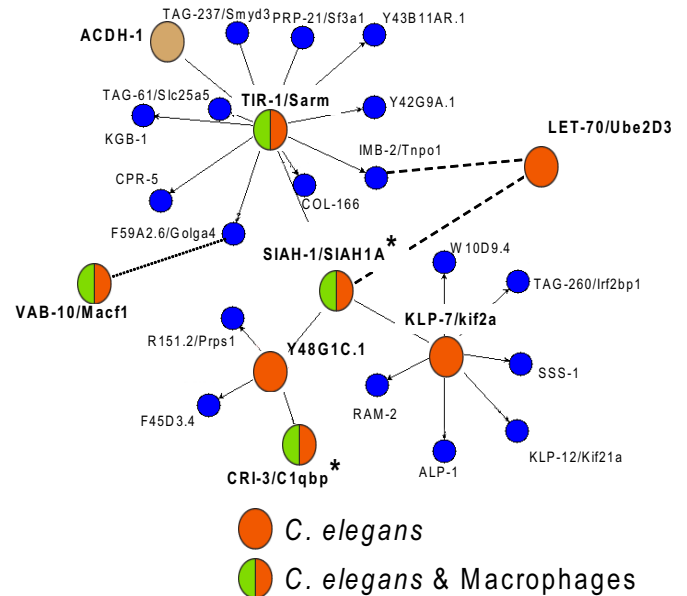 TAG-237/Smyd3
PRP-21/Sf3a1
Y43B11AR.1
ACDH-1
TAG-61/Slc25a5
TIR-1/Sarm
Y42G9A.1
LET-70/Ube2D3
KGB-1
IMB-2/Tnpo1
CPR-5
COL-166
F59A2.6/Golga4
SIAH-1/SIAH1A *
W10D9.4
TAG-260/Irf2bp1
VAB-10/Macf1
KLP-7/kif2a
R151.2/Prps1
Y48G1C.1
SSS-1
RAM-2
F45D3.4
KLP-12/Kif21a
ALP-1
CRI-3/C1qbp *
C. elegans
C. elegans & Macrophages